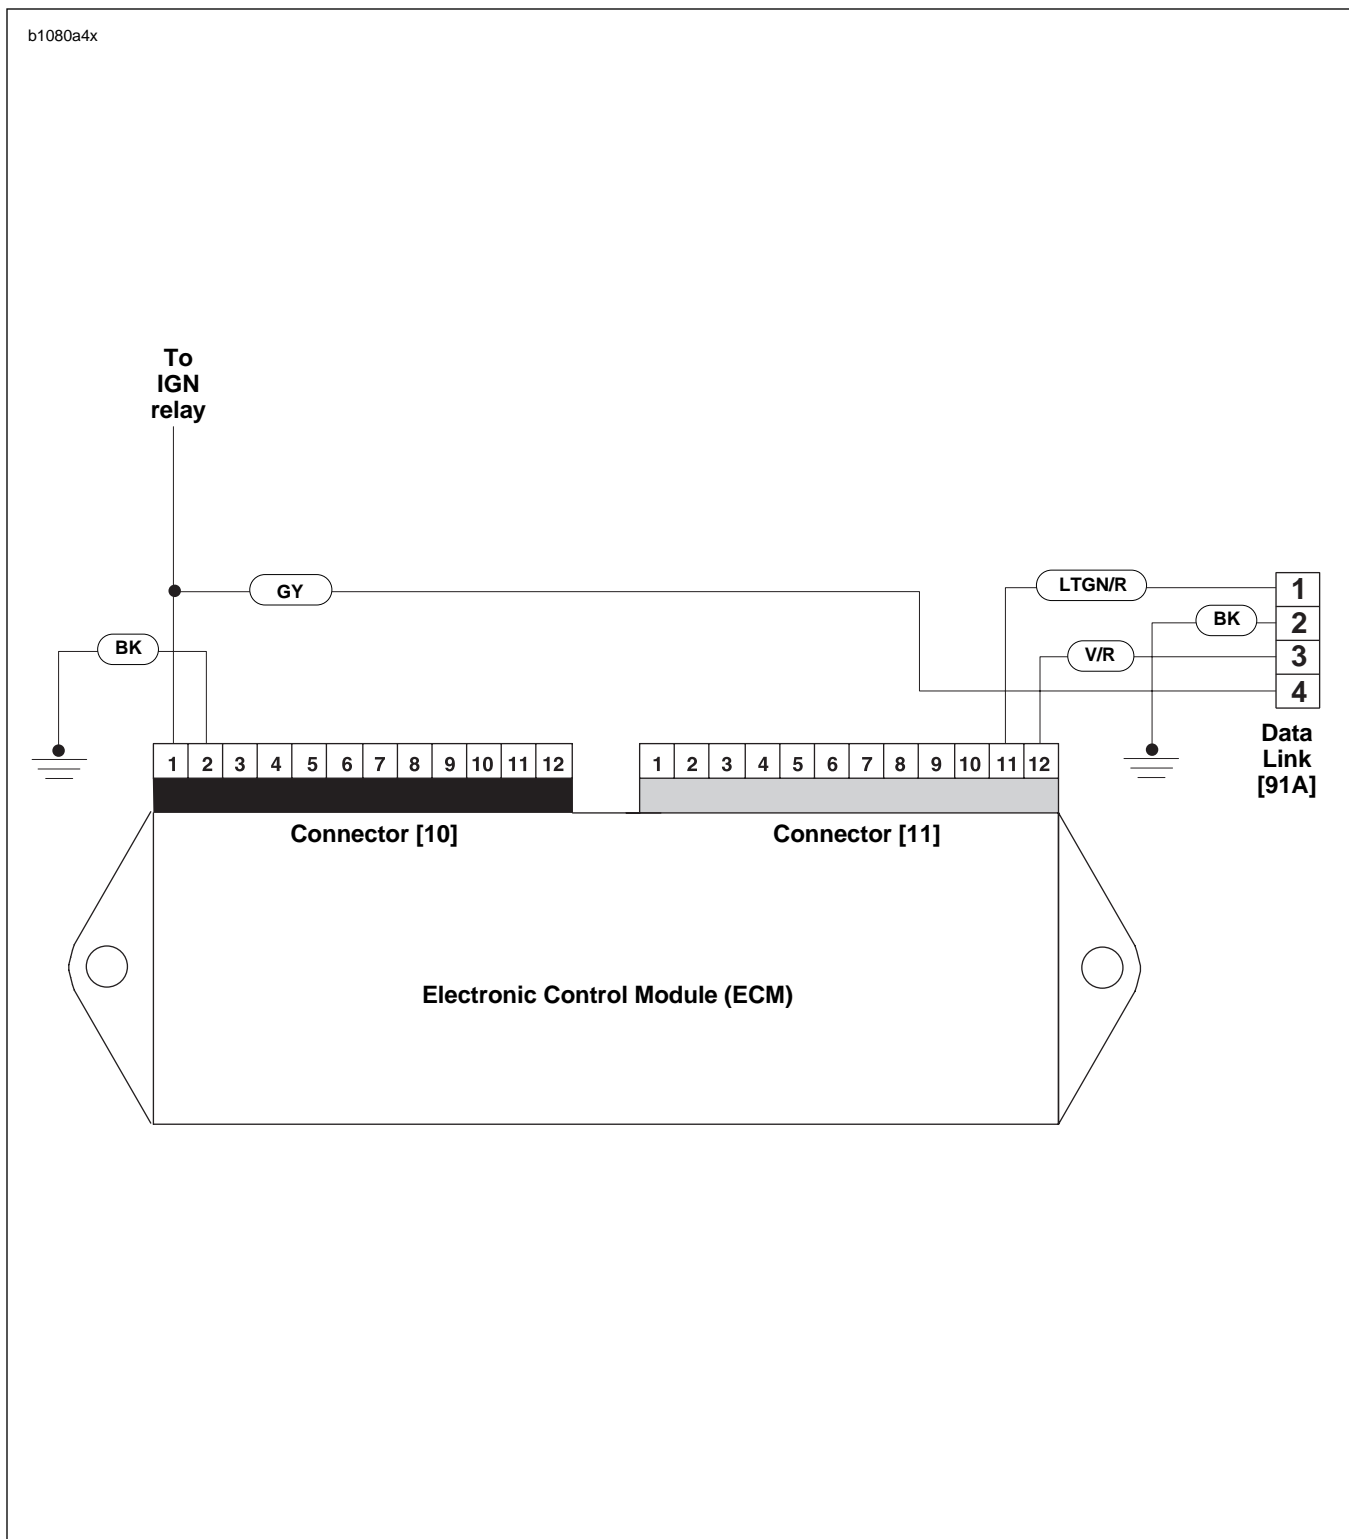 b1080a4x
To
IGN
relay
GY
LTGN/R
1
BK
2
BK
V/R
3
4
Data
Link
[91A]
1 2 3 4 5 6 7 8 9 10 11 12
1 2 3 4 5 6 7 8 9 10 11 12
Connector [10]
Connector [11]
Electronic Control Module (ECM)